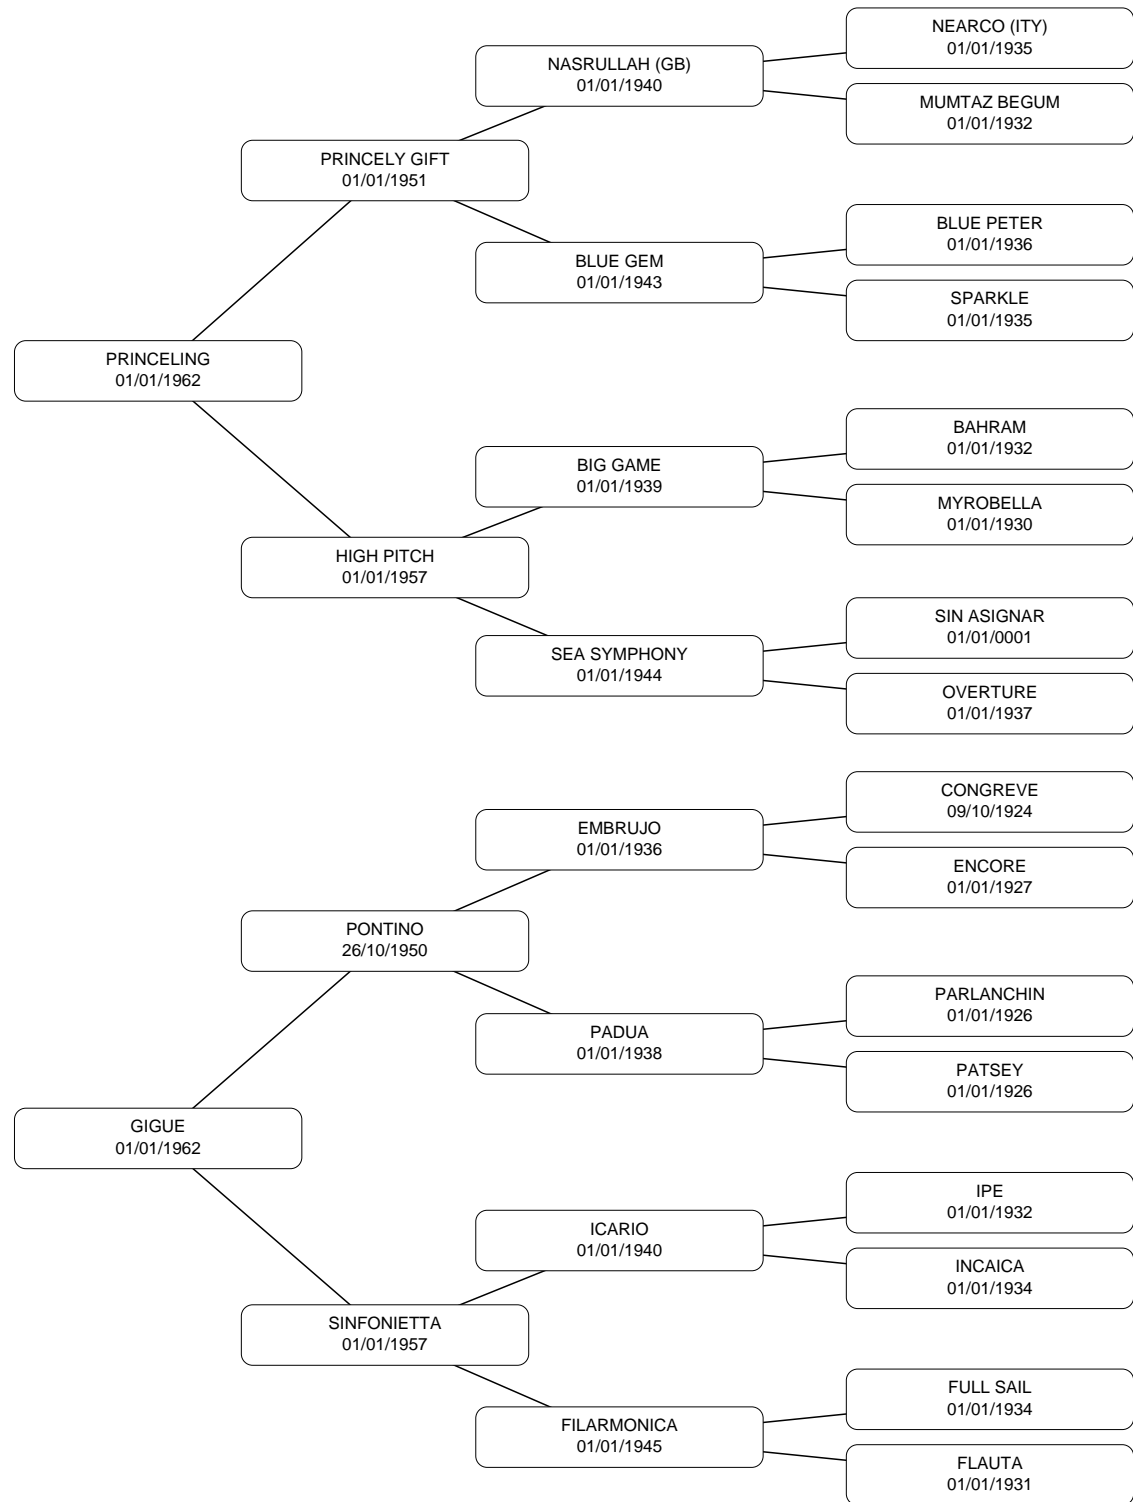 NEARCO (ITY)
01/01/1935
NASRULLAH (GB)
01/01/1940
MUMTAZ BEGUM
01/01/1932
PRINCELY GIFT
01/01/1951
BLUE PETER
01/01/1936
BLUE GEM
01/01/1943
SPARKLE
01/01/1935
PRINCELING
01/01/1962
BAHRAM
01/01/1932
BIG GAME
01/01/1939
MYROBELLA
01/01/1930
HIGH PITCH
01/01/1957
SIN ASIGNAR
01/01/0001
SEA SYMPHONY
01/01/1944
OVERTURE
01/01/1937
CONGREVE
09/10/1924
EMBRUJO
01/01/1936
ENCORE
01/01/1927
PONTINO
26/10/1950
PARLANCHIN
01/01/1926
PADUA
01/01/1938
PATSEY
01/01/1926
GIGUE
01/01/1962
IPE
01/01/1932
ICARIO
01/01/1940
INCAICA
01/01/1934
SINFONIETTA
01/01/1957
FULL SAIL
01/01/1934
FILARMONICA
01/01/1945
FLAUTA
01/01/1931